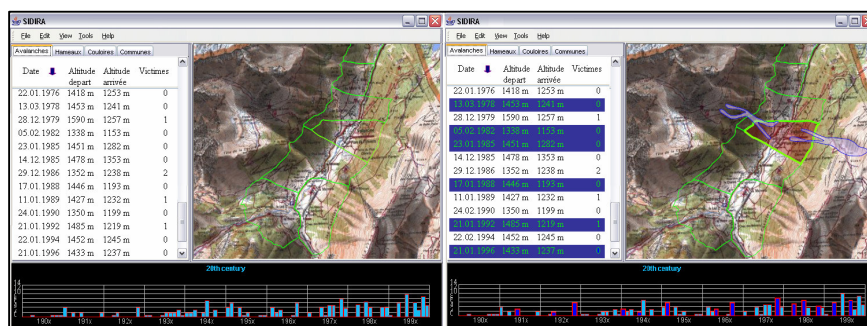 SIDIRA
File Edit View Tools Help
Avalanches Hameaux Couloires Communes
Date Altitude depart Altitude arrivée Victimes
22.01.1976 1418 m 1253 m 0
13.03.1978 1453 m 1241 m 0
28.12.1979 1590 m 1257 m 1
05.02.1982 1338 m 1153 m 0
23.01.1985 1451 m 1282 m 0
14.12.1985 1478 m 1353 m 0
29.12.1986 1352 m 1238 m 2
17.01.1988 1446 m 1193 m 0
11.01.1989 1427 m 1232 m 1
24.02.1990 1350 m 1199 m 0
21.01.1992 1485 m 1219 m 1
22.01.1994 1452 m 1245 m 0
21.01.1996 1433 m 1237 m 0
20th century
190x 191x 192x 193x 194x 195x 196x 197x 198x 199x
SIDIRA
File Edit View Tools Help
Avalanches Hameaux Couloires Communes
Date Altitude depart Altitude arrivée Victimes
22.01.1976 1418 m 1253 m 0
13.03.1978 1453 m 1241 m 0
28.12.1979 1590 m 1257 m 1
05.02.1982 1338 m 1153 m 0
23.01.1985 1451 m 1282 m 0
14.12.1985 1478 m 1353 m 0
29.12.1986 1352 m 1238 m 2
17.01.1988 1446 m 1193 m 0
11.01.1989 1427 m 1232 m 1
24.02.1990 1350 m 1199 m 0
21.01.1992 1485 m 1219 m 1
22.02.1994 1452 m 1245 m 0
21.01.1996 1433 m 1237 m 0
20th century
190x 191x 192x 193x 194x 195x 196x 197x 198x 199x